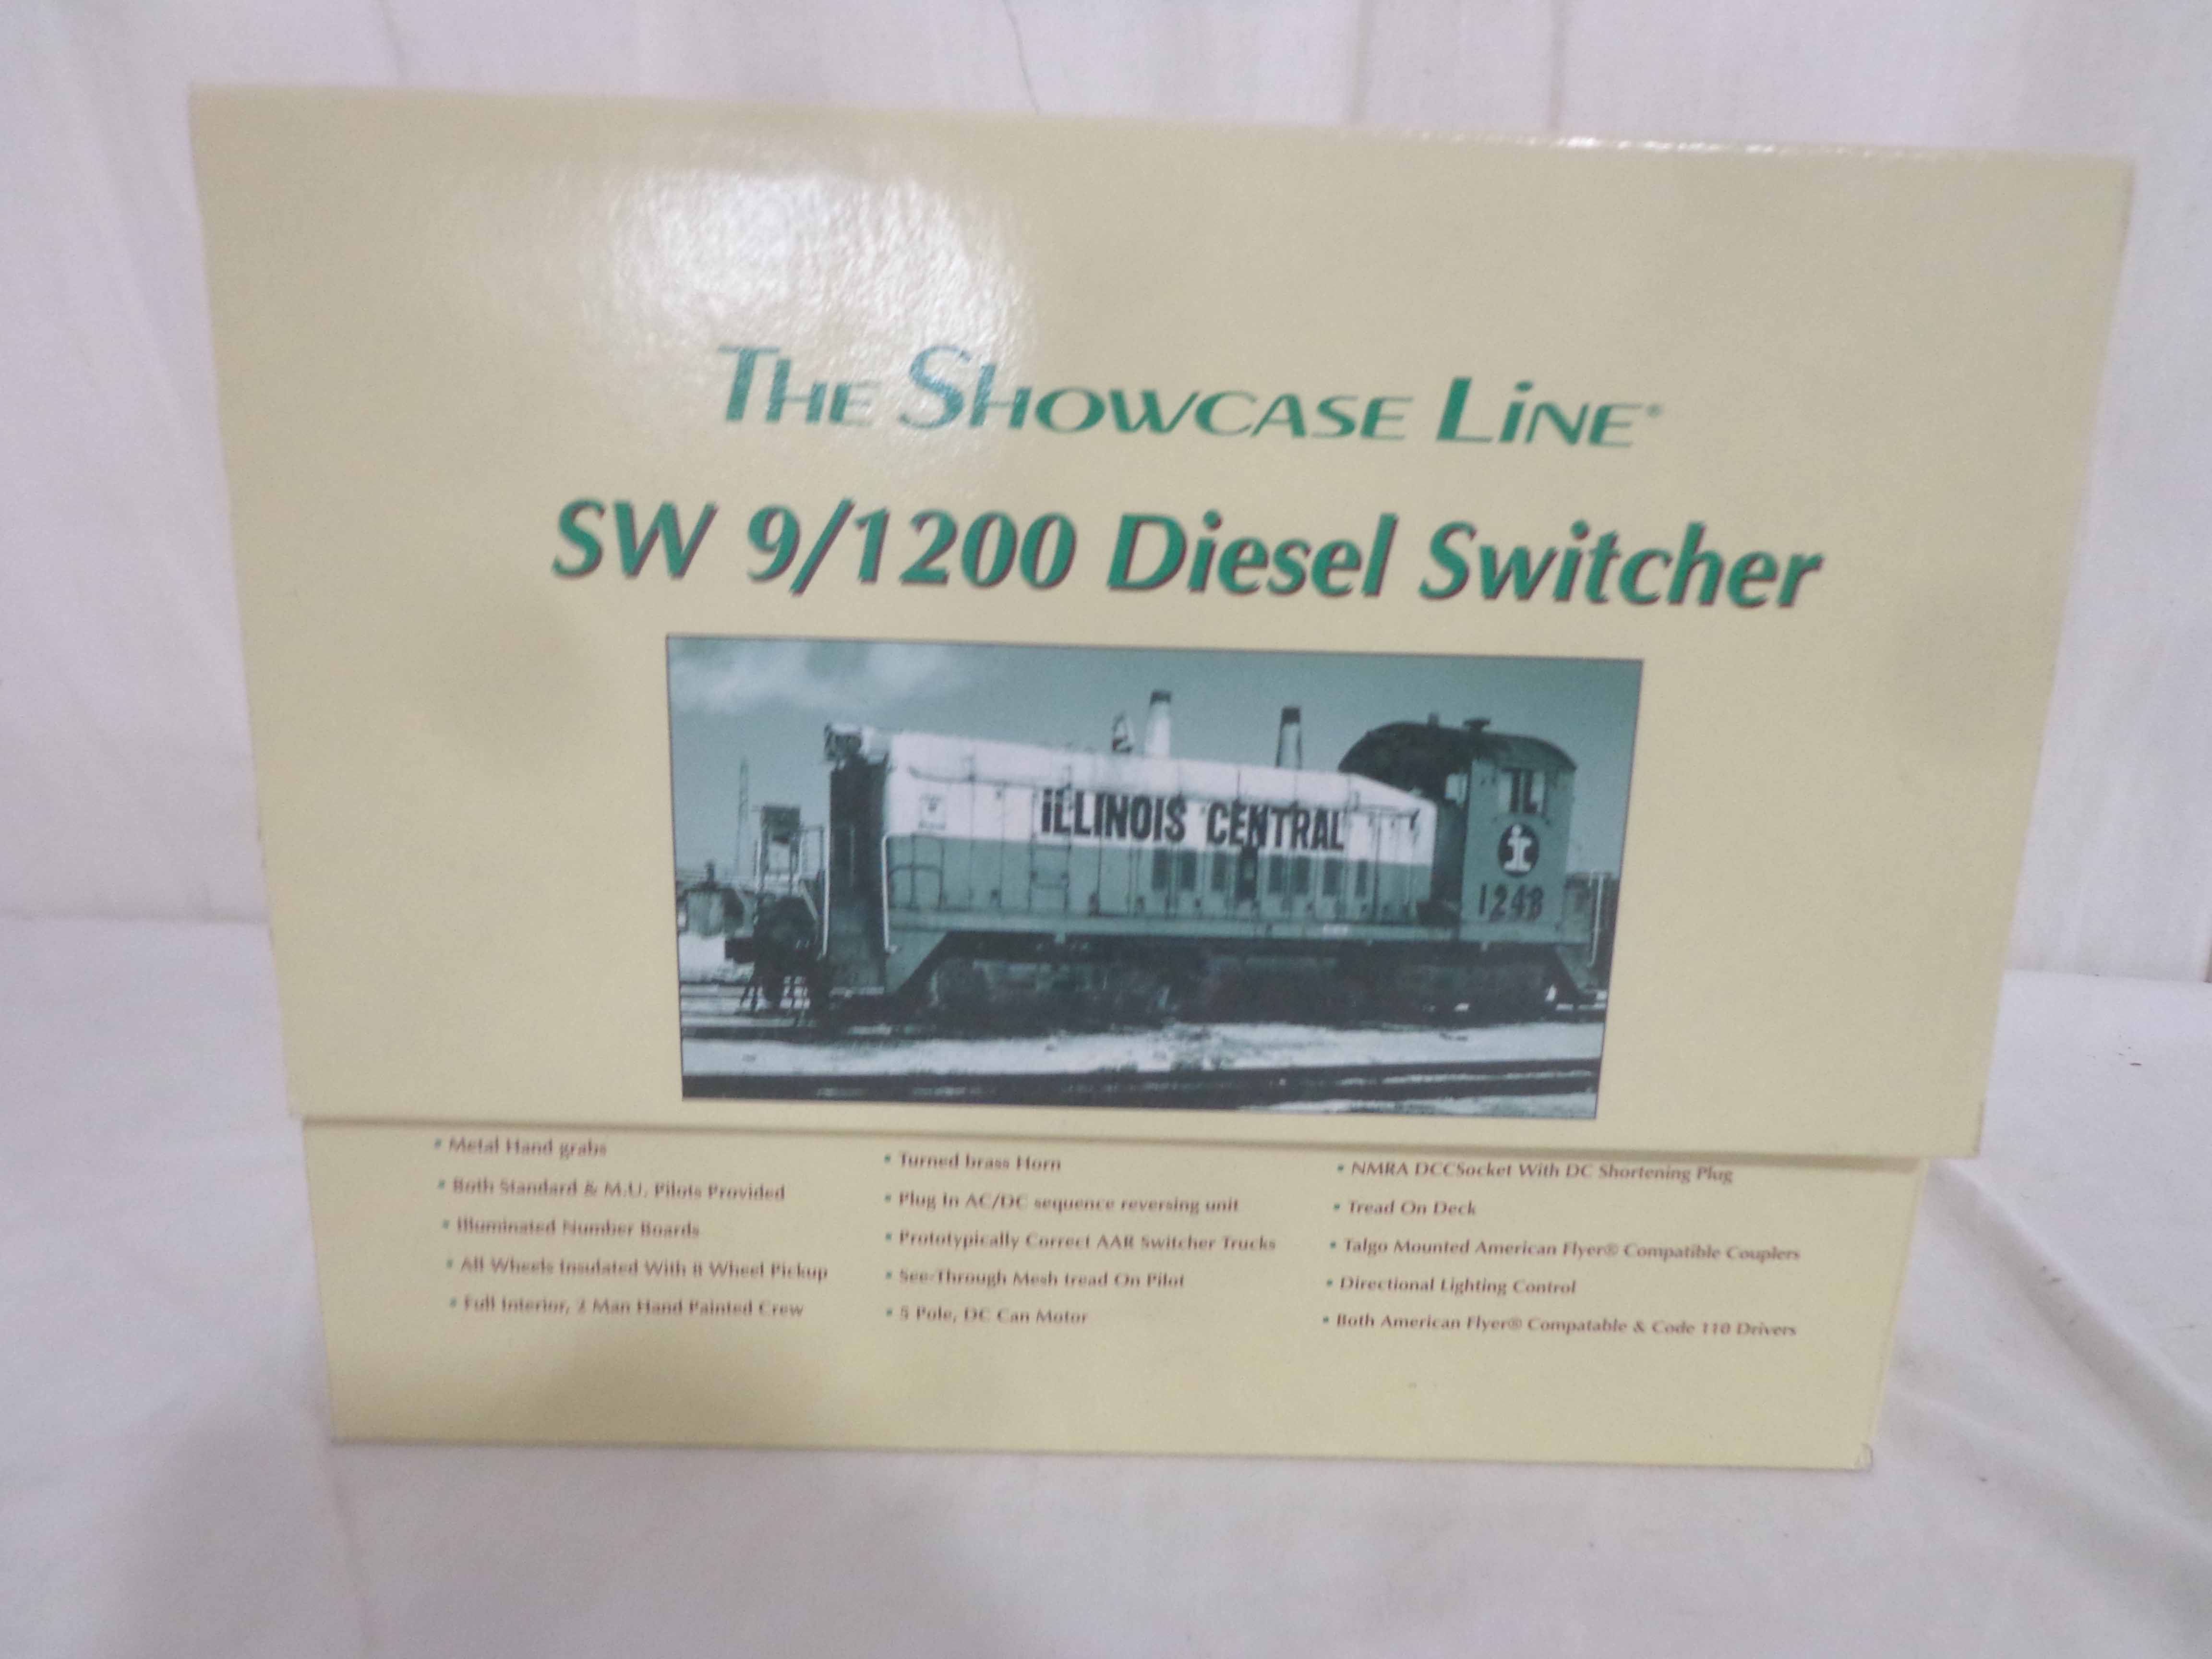 THE SHOWCASE LINE®
SW 9/1200 Diesel Switcher
ILLINOIS CENTRAL
IL
1248
• Metal Hand grabs
• Both Standard & M.U. Pilots Provided
• Illuminated Number Boards
• All Wheels Insulated With 8 Wheel Pickup
• Full Interior, 2 Man Hand Painted Crew
• Turned brass Horn
• Plug In AC/DC sequence reversing unit
• Prototypically Correct AAR Switcher Trucks
• See-Through Mesh tread On Pilot
• 5 Pole, DC Can Motor
• NMRA DCCSocket With DC Shortening Plug
• Tread On Deck
• Talgo Mounted American Flyer® Compatible Couplers
• Directional Lighting Control
• Both American Flyer® Compatable & Code 110 Drivers